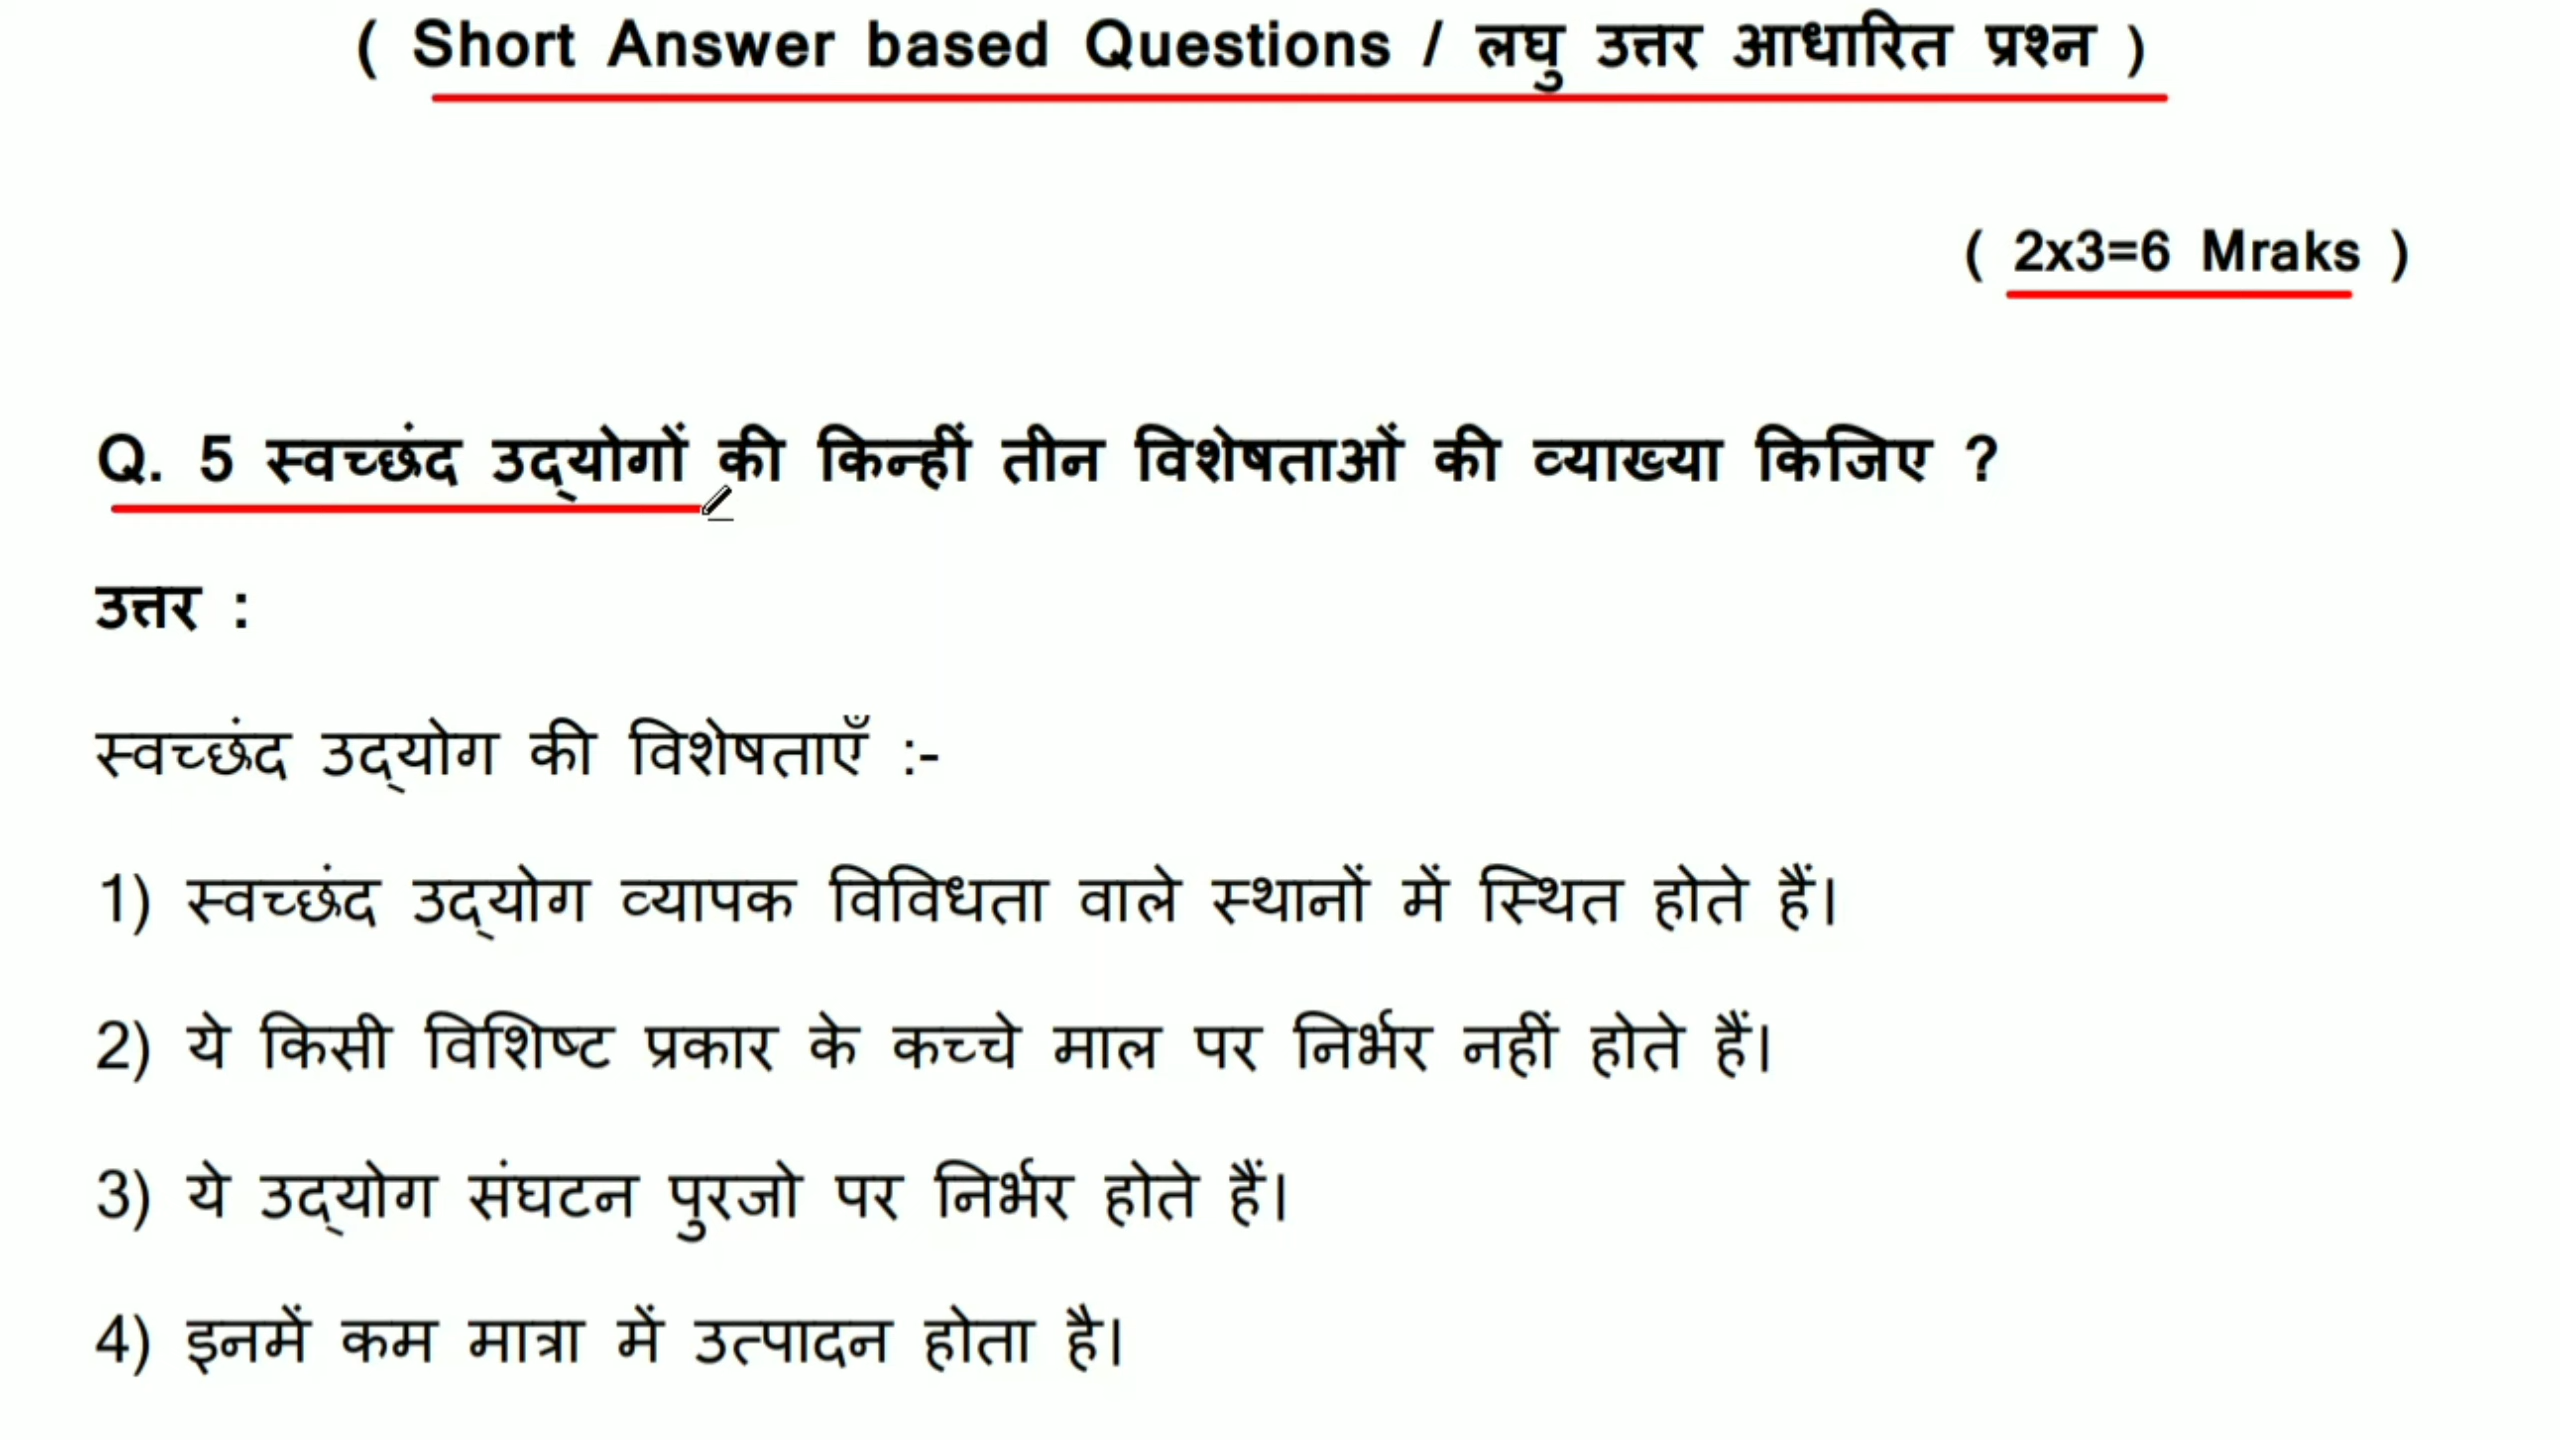 ( Short Answer based Questions / लघु उत्तर आधारित प्रश्न )
( 2x3=6 Mraks )
Q. 5 स्वच्छंद उद्‌योगों की किन्हीं तीन विशेषताओं की व्याख्या किजिए ?
उत्तर :
स्वच्छंद उद्‌योग की विशेषताएँ :-
1) स्वच्छंद उद्‌योग व्यापक विविधता वाले स्थानों में स्थित होते हैं।
2) ये किसी विशिष्ट प्रकार के कच्चे माल पर निर्भर नहीं होते हैं।
3) ये उद्‌योग संघटन पुरजो पर निर्भर होते हैं।
4) इनमें कम मात्रा में उत्पादन होता है।